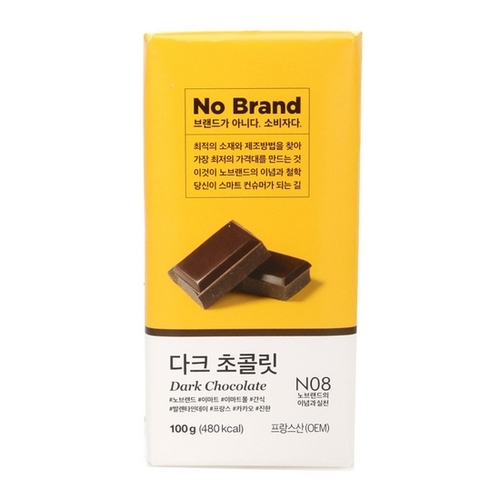 No Brand
브랜드가 아니다. 소비자다.
최적의 소재와 제조방법을 찾아
가장 최저의 가격대를 만드는 것
이것이 노브랜드의 이념과 철학
당신이 스마트 컨슈머가 되는 길
다크 초콜릿
Dark Chocolate
#노브랜드 #이마트 #이마트몰 #간식
#발렌타인데이 #프랑스 #카카오 #진한
100 g (480 kcal)
N08
노브랜드의
이념과 실천
프랑스산 (OEM)